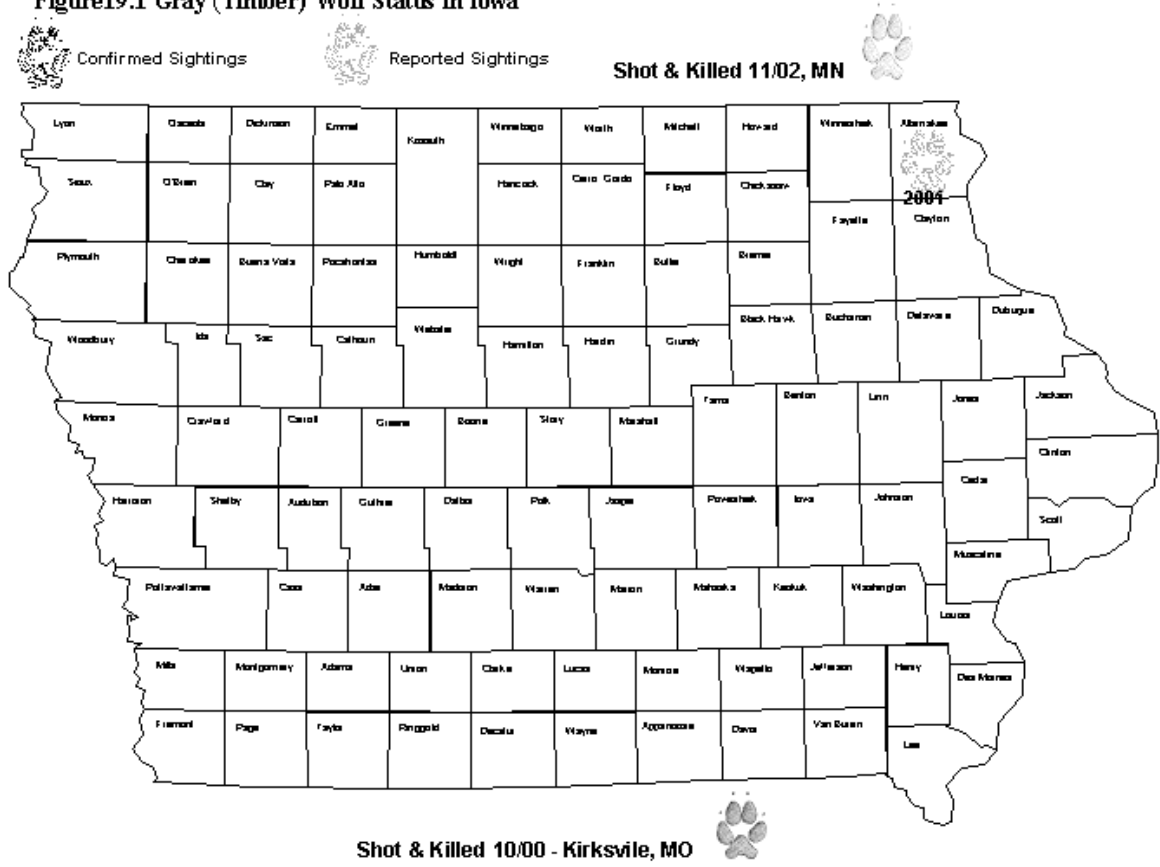 Figure19.1 Gray (Timber) Wolf Status in Iowa
Confirmed Sightings
Reported Sightings
Shot & Killed 11/02, MN
Lyon
Osceola
Dickinson
Emmet
Kossuth
Winnebago
Worth
Mitchell
Howard
Winneshiek
Allamakee
Sioux
O'Brien
Clay
Palo Alto
Hancock
Cerro Gordo
Floyd
Chickasaw
2001
Fayette
Clayton
Plymouth
Cherokee
Buena Vista
Pocahontas
Humboldt
Wright
Franklin
Butler
Bremer
Woodbury
Ida
Sac
Calhoun
Webster
Hamilton
Hardin
Grundy
Black Hawk
Buchanan
Delaware
Dubuque
Monona
Crawford
Carroll
Greene
Boone
Story
Marshall
Tama
Benton
Linn
Jones
Jackson
Clinton
Cedar
Harrison
Shelby
Audubon
Guthrie
Dallas
Polk
Jasper
Poweshiek
Iowa
Johnson
Scott
Muscatine
Pottawattamie
Cass
Adair
Madison
Warren
Marion
Mahaska
Keokuk
Washington
Louisa
Mills
Montgomery
Adams
Union
Clarke
Lucas
Monroe
Wapello
Jefferson
Henry
Des Moines
Fremont
Page
Taylor
Ringgold
Decatur
Wayne
Appanoose
Davis
Van Buren
Lee
Shot & Killed 10/00 - Kirksvile, MO